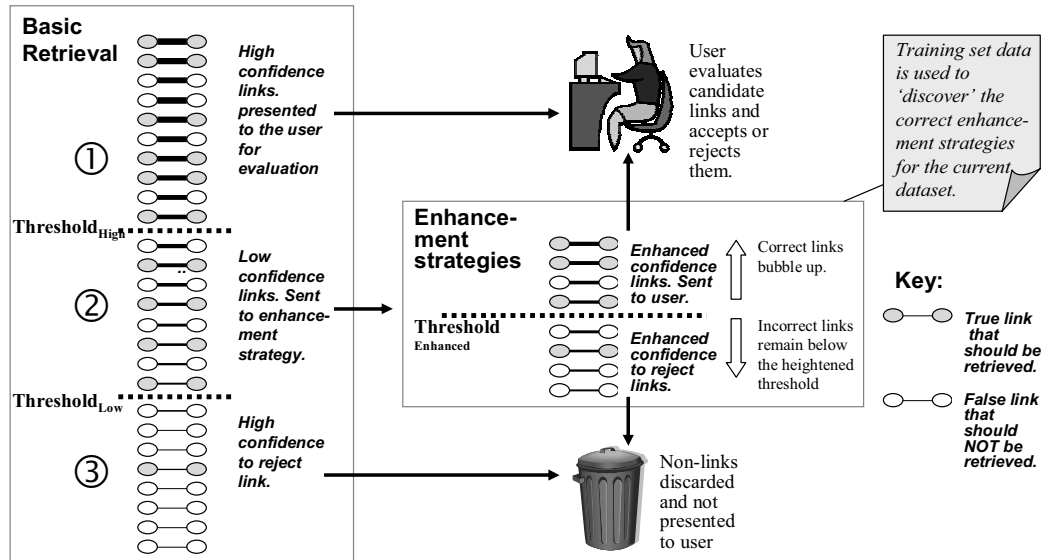 Basic
Retrieval
①
High
confidence
links. presented
to the user
for
evaluation
Threshold High
②
Low
confidence
links. Sent
to enhance-
ment
strategy.
Threshold Low
③
High
confidence
to reject
link.
User
evaluates
candidate
links and
accepts or
rejects
them.
Training set data
is used to
‘discover’ the
correct enhance-
ment strategies
for the current
dataset.
Enhance-
ment
strategies
Enhanced
confidence
links. Sent
to user.
Correct links
bubble up.
Threshold
Enhanced
Enhanced
confidence
to reject
links.
Incorrect links
remain below
the heightened
threshold
Non-links
discarded
and not
presented
to user
Key:
True link
that
should be
retrieved.
False link
that
should
NOT be
retrieved.